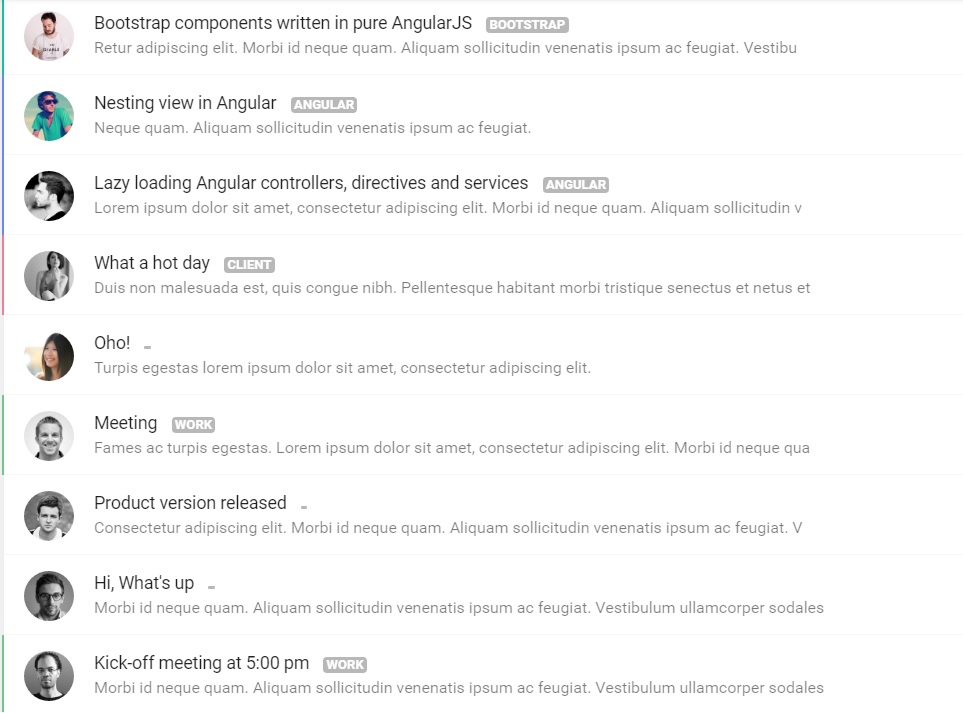 Bootstrap components written in pure AngularJS BOOTSTRAP
Retur adipiscing elit. Morbi id neque quam. Aliquam sollicitudin venenatis ipsum ac feugiat. Vestibu
Nesting view in Angular ANGULAR
Neque quam. Aliquam sollicitudin venenatis ipsum ac feugiat.
Lazy loading Angular controllers, directives and services ANGULAR
Lorem ipsum dolor sit amet, consectetur adipiscing elit. Morbi id neque quam. Aliquam sollicitudin v
What a hot day CLIENT
Duis non malesuada est, quis congue nibh. Pellentesque habitant morbi tristique senectus et netus et
Oho!
Turpis egestas lorem ipsum dolor sit amet, consectetur adipiscing elit.
Meeting WORK
Fames ac turpis egestas. Lorem ipsum dolor sit amet, consectetur adipiscing elit. Morbi id neque qua
Product version released
Consectetur adipiscing elit. Morbi id neque quam. Aliquam sollicitudin venenatis ipsum ac feugiat. V
Hi, What's up
Morbi id neque quam. Aliquam sollicitudin venenatis ipsum ac feugiat. Vestibulum ullamcorper sodales
Kick-off meeting at 5:00 pm WORK
Morbi id neque quam. Aliquam sollicitudin venenatis ipsum ac feugiat. Vestibulum ullamcorper sodales